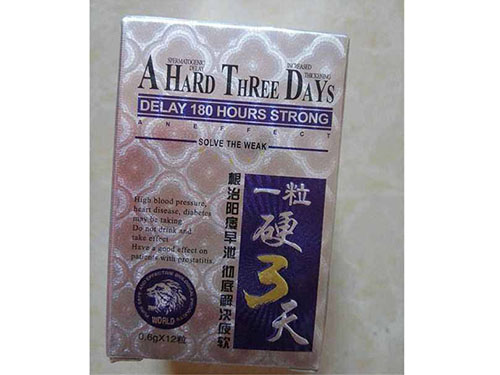 SPERMATOGENIC
DELAY
INCREASED
THICKENING
A HARD THREE DAYS
DELAY 180 HOURS STRONG
AN EFFECT
SOLVE THE WEAK
High blood pressure,
heart disease, diabetes
may be taking
Do not drink and
take effect
Have a good effect on
patients with prostatitis
根治阳痿早泄 彻底解决疲软
一粒
硬
3
天
WORLD
0.6gX12粒